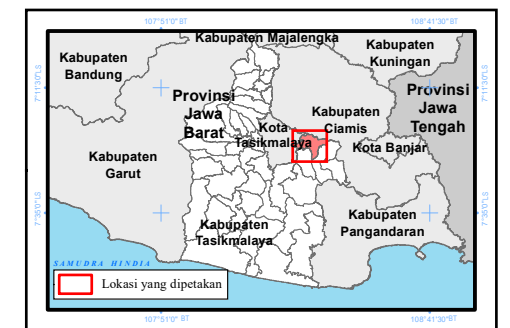 107°51'0" BT
108°41'30" BT
Kabupaten Majalengka
Kabupaten
Bandung
Kabupaten
Kuningan
7°11'30"LS
7°11'30"LS
Provinsi
Jawa
Barat
Provinsi
Jawa
Tengah
Kabupaten
Ciamis
Kota
Tasikmalaya
Kota Banjar
Kabupaten
Garut
7°35'0"LS
7°35'0"LS
Kabupaten
Tasikmalaya
Kabupaten
Pangandaran
SAMUDRA HINDIA
Lokasi yang dipetakan
107°51'0" BT
108°41'30" BT